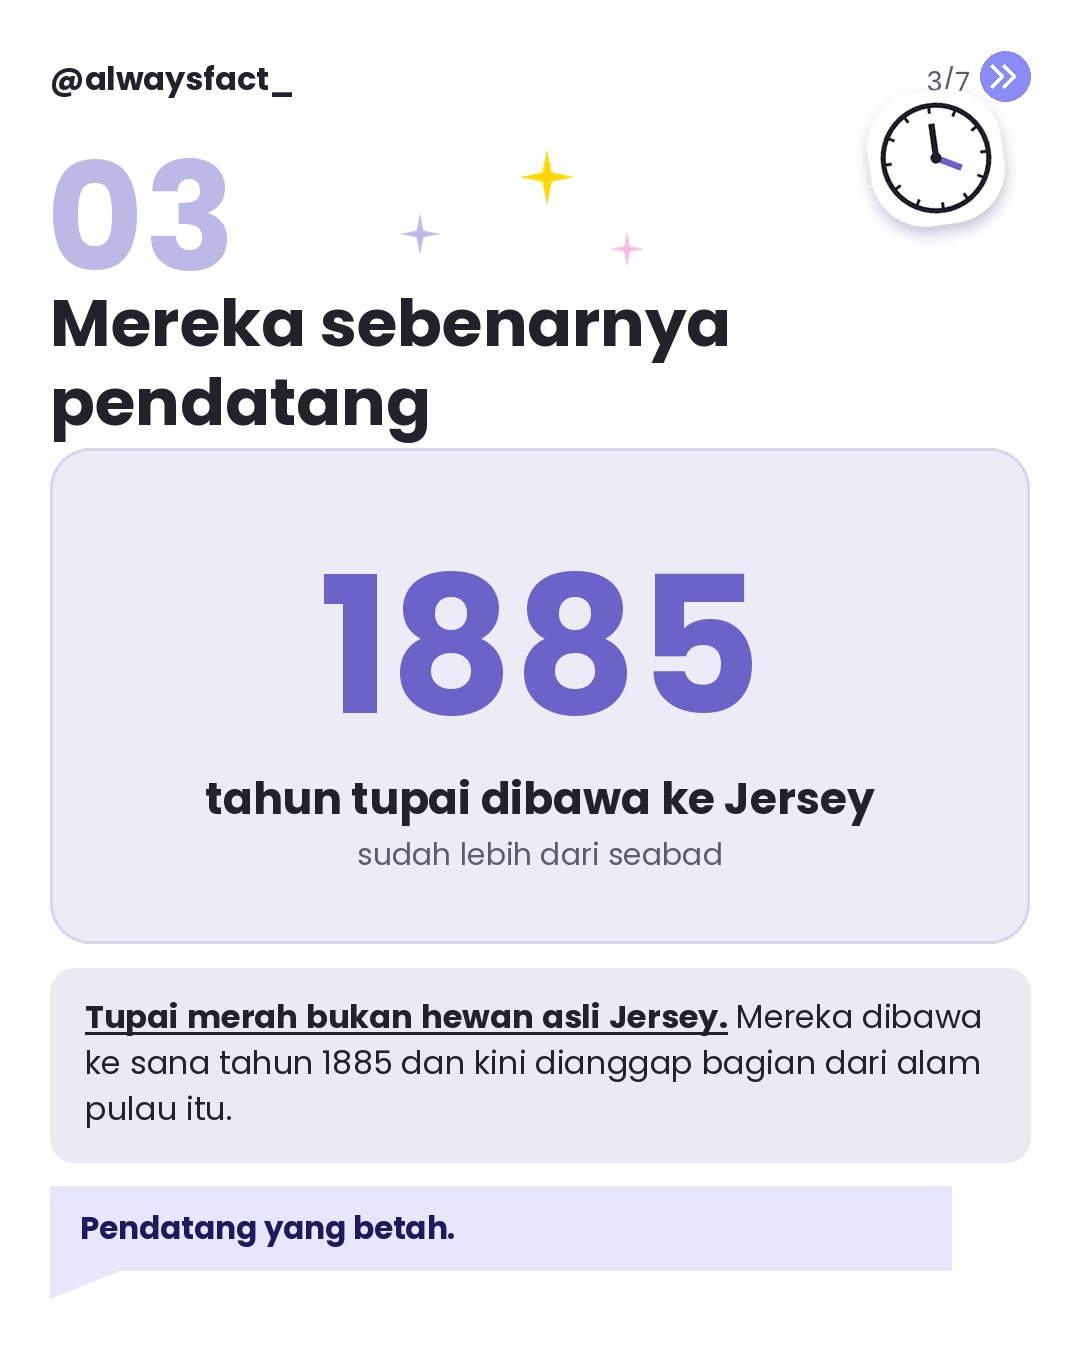 @alwaysfact_
3/7
03
Mereka sebenarnya
pendatang
1885
tahun tupai dibawa ke Jersey
sudah lebih dari seabad
Tupai merah bukan hewan asli Jersey. Mereka dibawa
ke sana tahun 1885 dan kini dianggap bagian dari alam
pulau itu.
Pendatang yang betah.